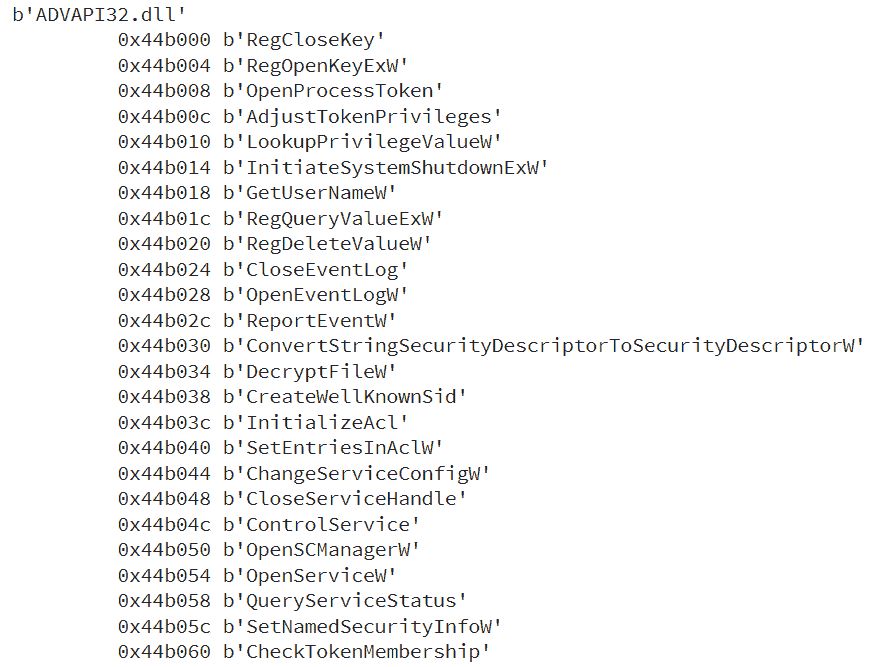 b'ADVAPI32.dll'
0x44b000 b'RegCloseKey'
0x44b004 b'RegOpenKeyExW'
0x44b008 b'OpenProcessToken'
0x44b00c b'AdjustTokenPrivileges'
0x44b010 b'LookupPrivilegeValueW'
0x44b014 b'InitiateSystemShutdownExW'
0x44b018 b'GetUserNameW'
0x44b01c b'RegQueryValueExW'
0x44b020 b'RegDeleteValueW'
0x44b024 b'CloseEventLog'
0x44b028 b'OpenEventLogW'
0x44b02c b'ReportEventW'
0x44b030 b'ConvertStringSecurityDescriptorToSecurityDescriptorW'
0x44b034 b'DecryptFileW'
0x44b038 b'CreateWellKnownSid'
0x44b03c b'InitializeAcl'
0x44b040 b'SetEntriesInAclW'
0x44b044 b'ChangeServiceConfigW'
0x44b048 b'CloseServiceHandle'
0x44b04c b'ControlService'
0x44b050 b'OpenSCManagerW'
0x44b054 b'OpenServiceW'
0x44b058 b'QueryServiceStatus'
0x44b05c b'SetNamedSecurityInfoW'
0x44b060 b'CheckTokenMembership'